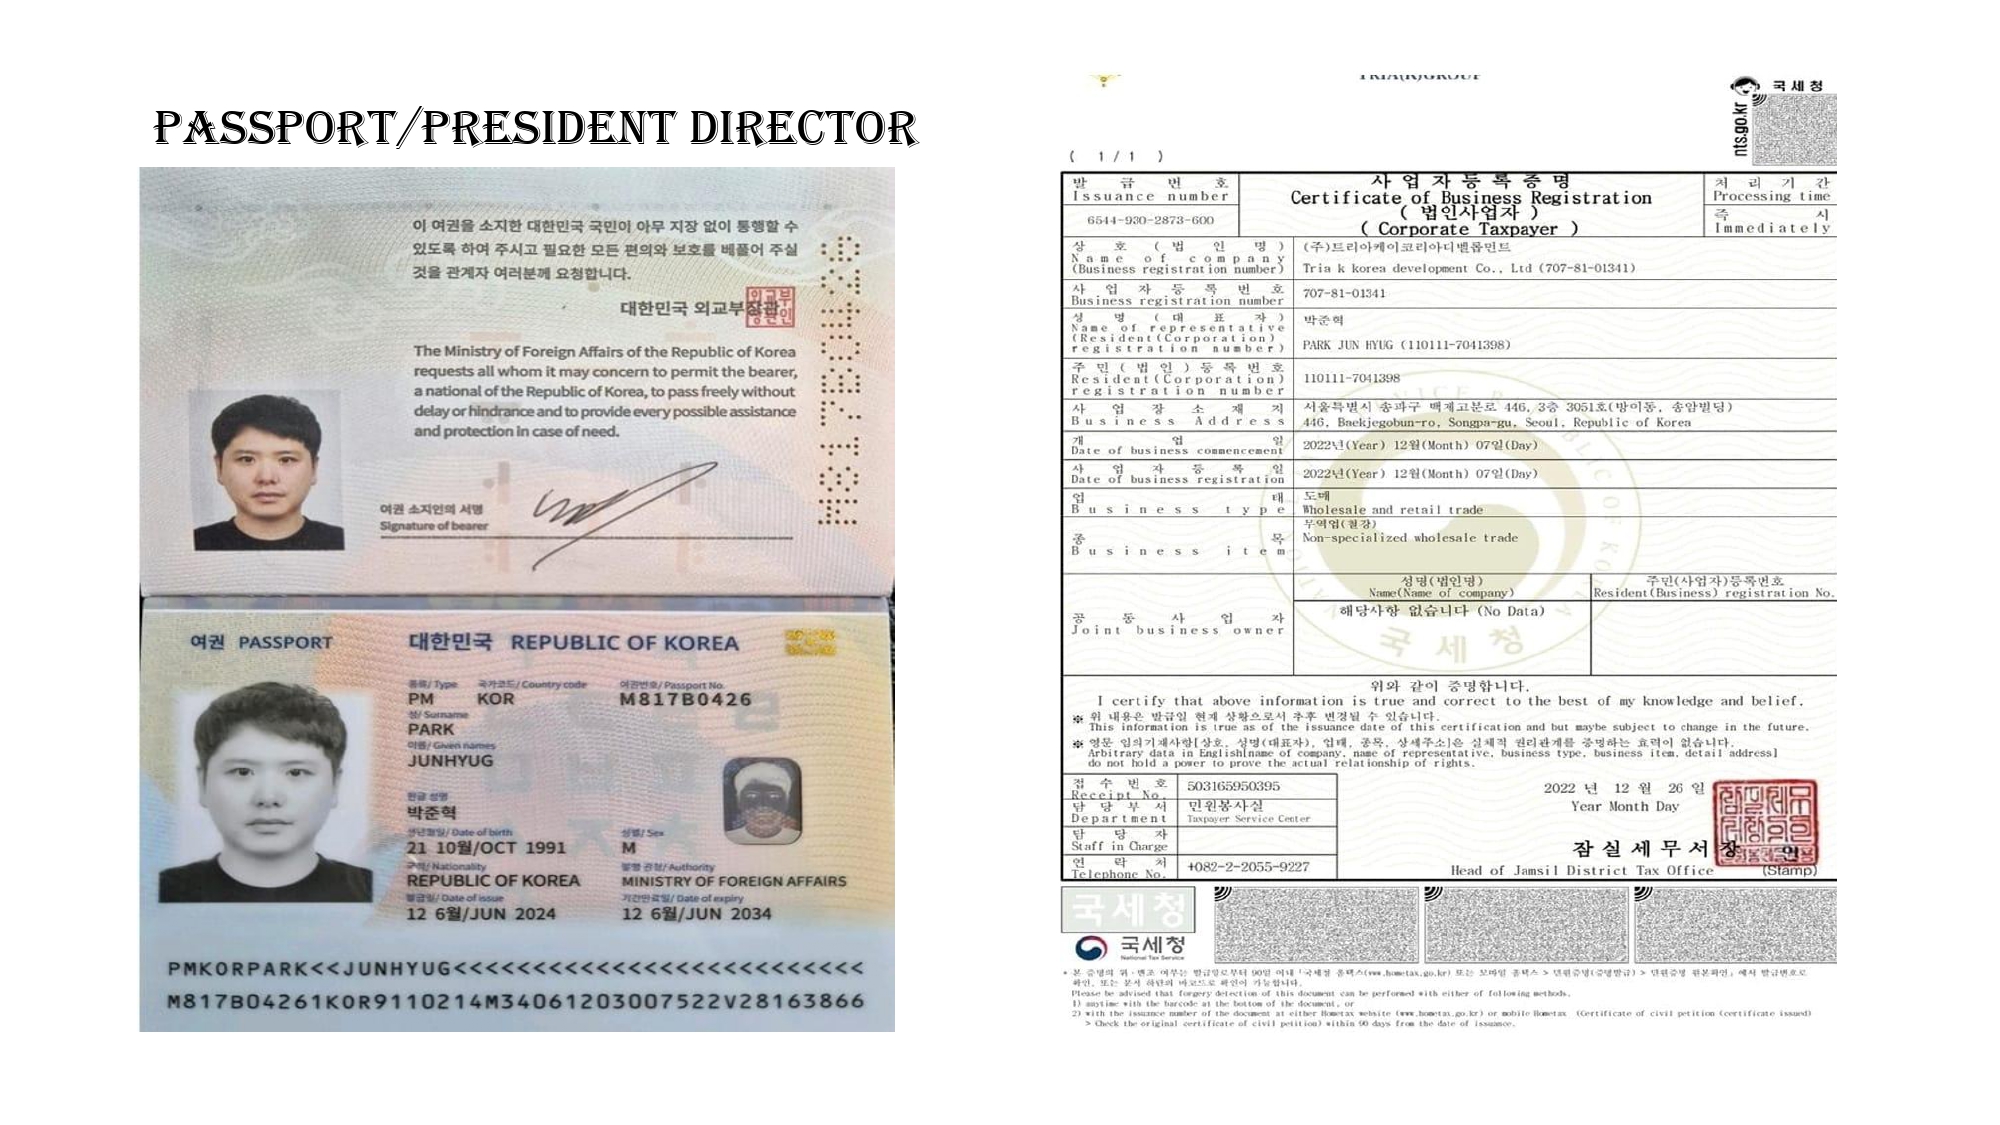 PASSPORT/PRESIDENT DIRECTOR
이 여권을 소지한 대한민국 국민이 아무 지장 없이 통행할 수
있도록 하여 주시고 필요한 모든 편의와 보호를 베풀어 주실
것을 관계자 여러분께 요청합니다.
대한민국 외교부장관
The Ministry of Foreign Affairs of the Republic of Korea
requests all whom it may concern to permit the bearer,
a national of the Republic of Korea, to pass freely without
delay or hindrance and to provide every possible assistance
and protection in case of need.
여권 소지인의 서명
Signature of bearer
여권 PASSPORT 대한민국 REPUBLIC OF KOREA
종류/ Type 국가코드/ Country code 여권번호/ Passport No.
PM KOR M817B0426
성/ Surname
PARK
이름/ Given names
JUNHYUG
한글 성명
박준혁
생년월일/ Date of birth 성별/ Sex
21 10월/OCT 1991 M
국적/ Nationality 발행 관청/ Authority
REPUBLIC OF KOREA MINISTRY OF FOREIGN AFFAIRS
발급일/ Date of issue 기간만료일/ Date of expiry
12 6월/JUN 2024 12 6월/JUN 2034
PMKORPARK<<JUNHYUG<<<<<<<<<<<<<<<<<<<<<<<<<<
M817B04261KOR9110214M34061203007522V28163866
TRIA(K)GROUP
국세청
nts.go.kr
( 1/1 )
발급번호
Issuance number
6544-930-2873-600
사업자등록증명
Certificate of Business Registration
( 법인사업자 )
( Corporate Taxpayer )
처리기간
Processing time
즉시
Immediately
상호(법인명)
Name of company
(Business registration number)
(주)트리아케이코리아디벨롭먼트
Tria k korea development Co., Ltd (707-81-01341)
사업자등록번호
Business registration number
707-81-01341
성명(대표자)
Name of representative
(Resident(Corporation)
registration number)
박준혁
PARK JUN HYUG (110111-7041398)
주민(법인)등록번호
Resident(Corporation)
registration number
110111-7041398
사업장소재지
Business Address
서울특별시 송파구 백제고분로 446, 3층 3051호(방이동, 송암빌딩)
446, Baekjegobun-ro, Songpa-gu, Seoul, Republic of Korea
개업일
Date of business commencement
2022년(Year) 12월(Month) 07일(Day)
사업자등록일
Date of business registration
2022년(Year) 12월(Month) 07일(Day)
업태
Business type
도매
Wholesale and retail trade
종목
Business item
무역업(철강)
Non-specialized wholesale trade
공동사업자
Joint business owner
성명(법인명)
Name(Name of company)
주민(사업자)등록번호
Resident(Business) registration No.
해당사항 없습니다 (No Data)
위와 같이 증명합니다.
I certify that above information is true and correct to the best of my knowledge and belief.
※ 위 내용은 발급일 현재 상황으로서 추후 변경될 수 있습니다.
This information is true as of the issuance date of this certification and but maybe subject to change in the future.
※ 영문 임의기재사항[상호, 성명(대표자), 업태, 종목, 상세주소]은 실체적 권리관계를 증명하는 효력이 없습니다.
Arbitrary data in English[name of company, name of representative, business type, business item, detail address]
do not hold a power to prove the actual relationship of rights.
접수번호
Receipt No.
503165950395
담당부서
Department
민원봉사실
Taxpayer Service Center
담당자
Staff in Charge
연락처
Telephone No.
+082-2-2055-9227
2022 년 12 월 26 일
Year Month Day
잠실세무서장 인
Head of Jamsil District Tax Office (Stamp)
국세청
국세청
National Tax Service
* 본 증명의 위·변조 여부는 발급일로부터 90일 이내 「국세청 홈택스(www.hometax.go.kr) 또는 모바일 홈택스 > 민원증명(증명발급) > 민원증명 원본확인」에서 발급번호로
확인, 또는 문서 하단의 바코드로 확인이 가능합니다.
Please be advised that forgery detection of this document can be performed with either of following methods.
1) anytime with the barcode at the bottom of the document, or
2) with the issuance number of the document at either Hometax website (www.hometax.go.kr) or mobile Hometax (Certificate of civil petition (certificate issued)
> Check the original certificate of civil petition) within 90 days from the date of issuance.